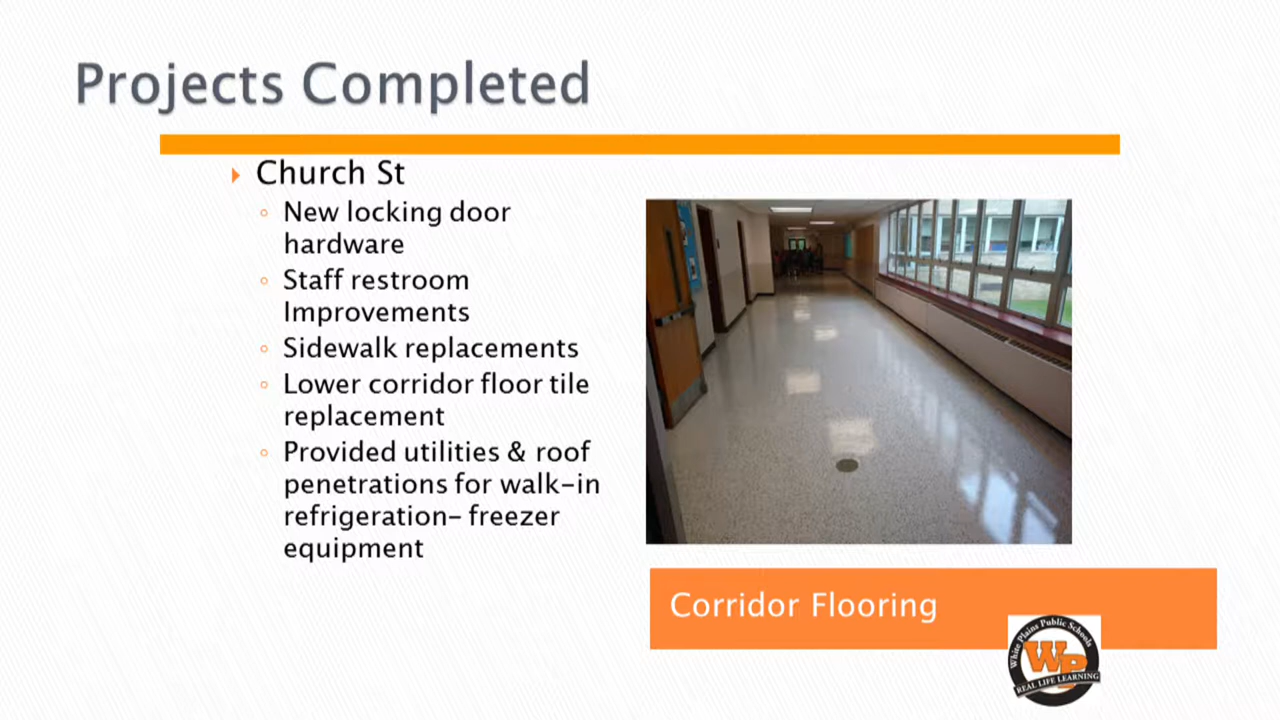 Projects Completed
Church St
New locking door
hardware
Staff restroom
Improvements
Sidewalk replacements
Lower corridor floor tile
replacement
Provided utilities & roof
penetrations for walk-in
refrigeration- freezer
equipment
Corridor Flooring
White Plains Public Schools
WP
REAL LIFE LEARNING